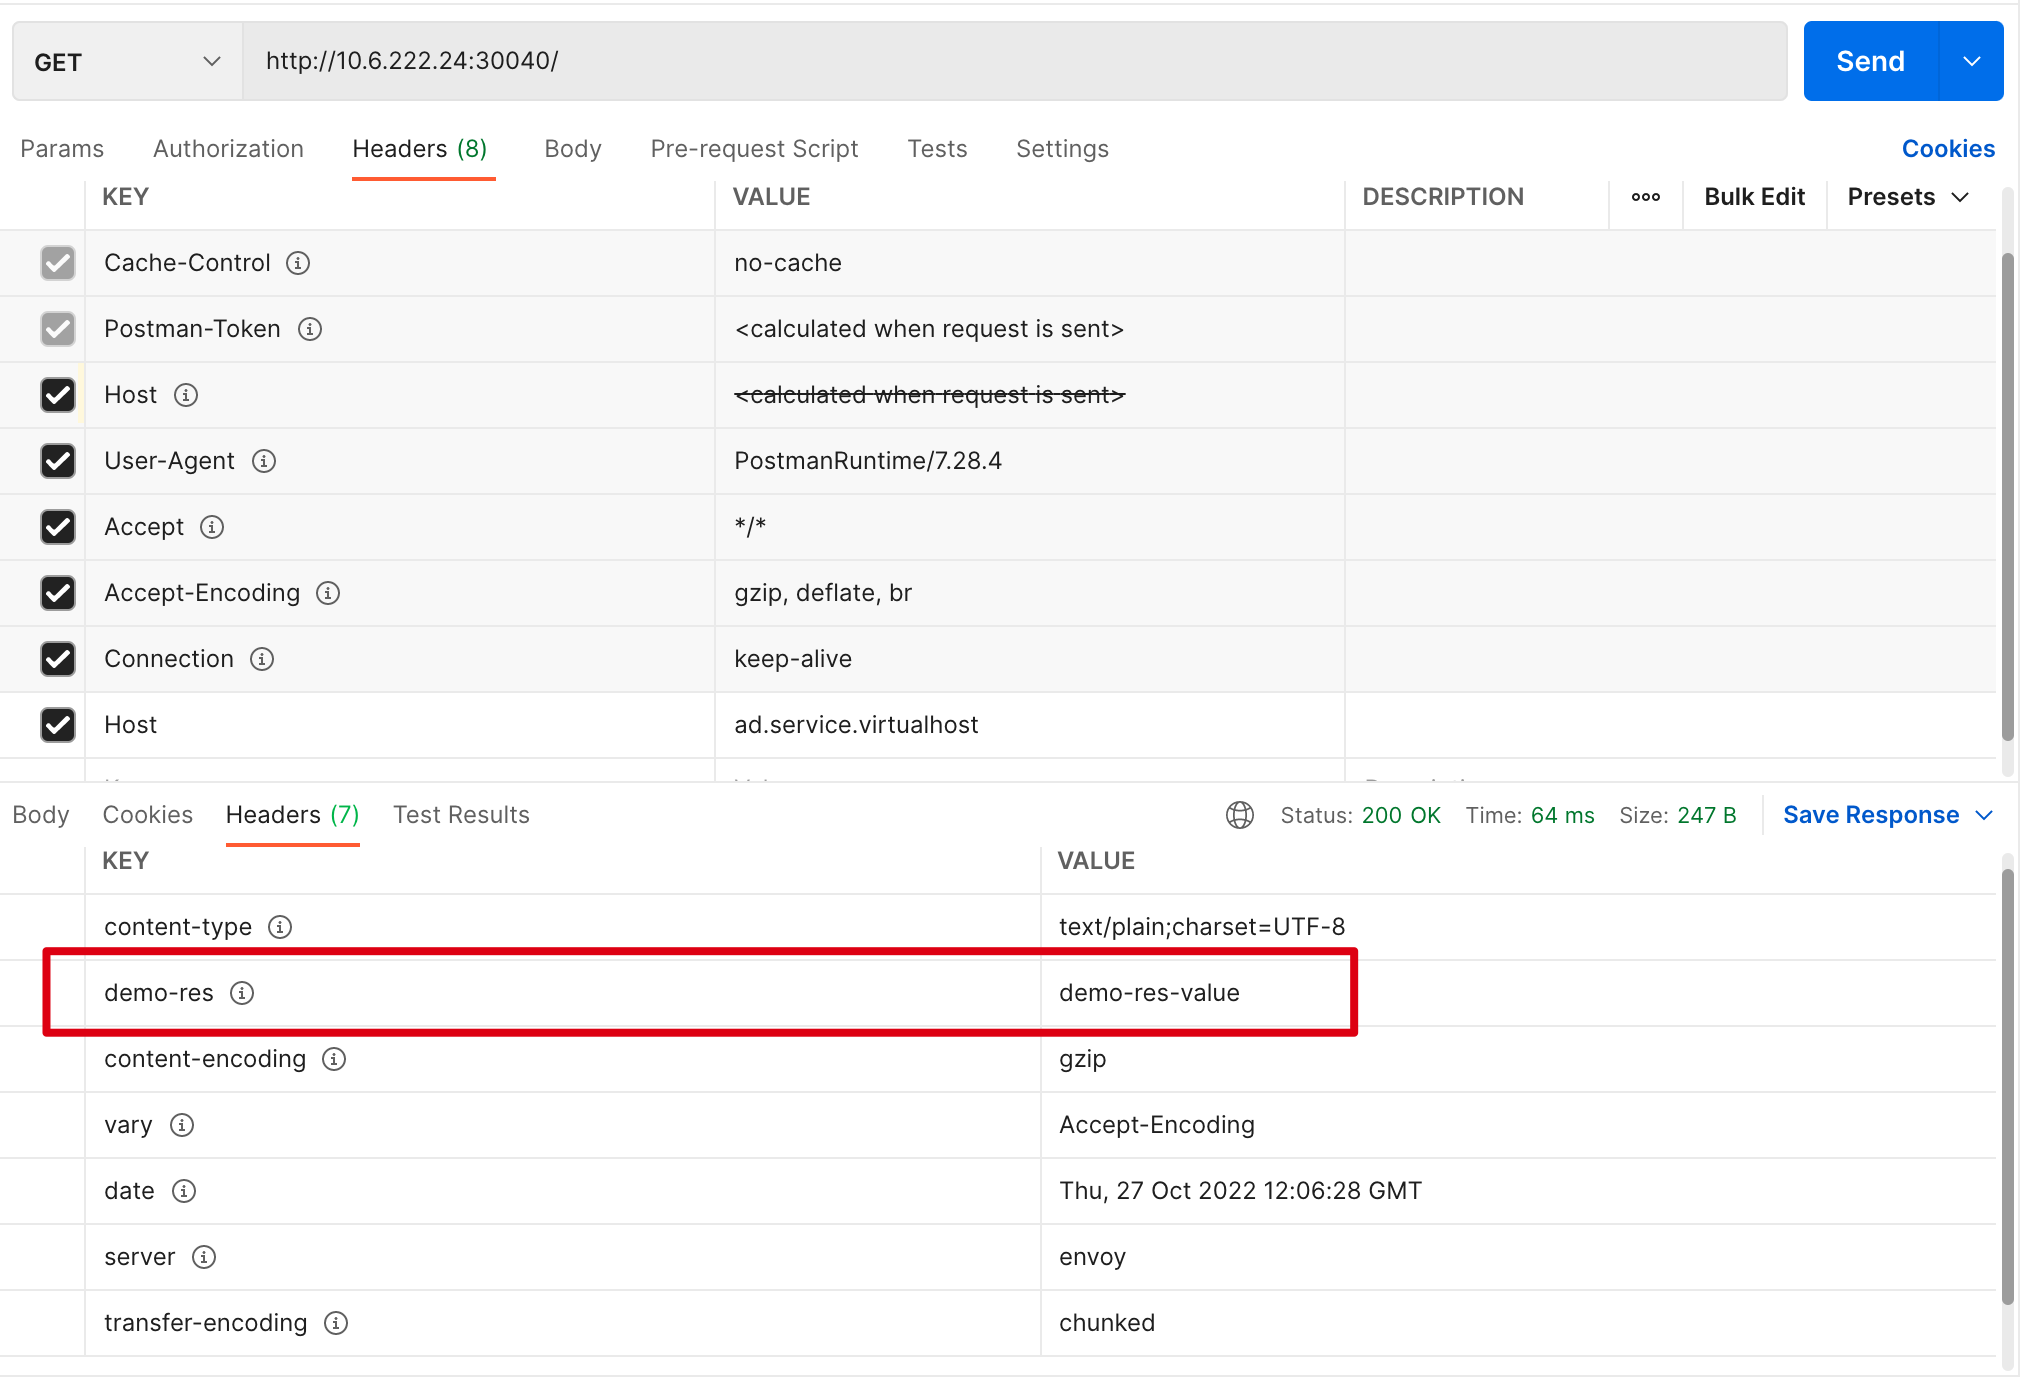 GET http://10.6.222.24:30040/ Send
Params Authorization Headers (8) Body Pre-request Script Tests Settings Cookies
KEY VALUE DESCRIPTION ooo Bulk Edit Presets
Cache-Control no-cache
Postman-Token <calculated when request is sent>
Host <calculated when request is sent>
User-Agent PostmanRuntime/7.28.4
Accept */*
Accept-Encoding gzip, deflate, br
Connection keep-alive
Host ad.service.virtualhost
Body Cookies Headers (7) Test Results Status: 200 OK Time: 64 ms Size: 247 B Save Response
KEY VALUE
content-type text/plain;charset=UTF-8
demo-res demo-res-value
content-encoding gzip
vary Accept-Encoding
date Thu, 27 Oct 2022 12:06:28 GMT
server envoy
transfer-encoding chunked